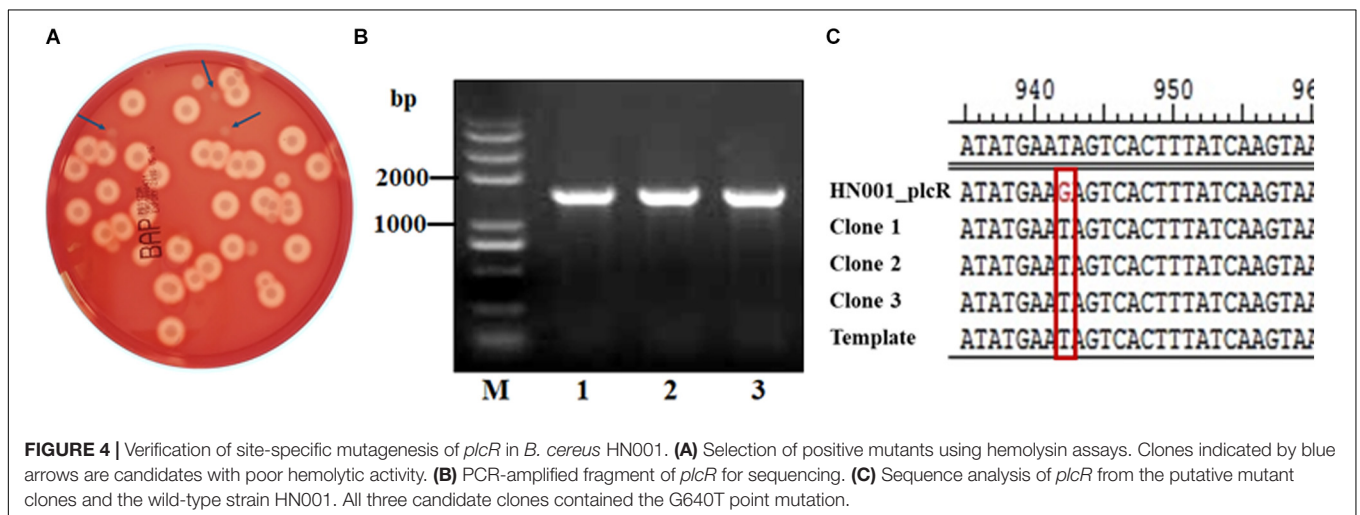 A
B
C
BAP
bp
2000
1000
M 1 2 3
940 950 96
ATATGAATAGTCACTTTATCAAGTAA
HN001_plcR ATATGAAGAGTCACTTTATCAAGTAA
Clone 1 ATATGAATAGTCACTTTATCAAGTAA
Clone 2 ATATGAATAGTCACTTTATCAAGTAA
Clone 3 ATATGAATAGTCACTTTATCAAGTAA
Template ATATGAATAGTCACTTTATCAAGTAA
FIGURE 4 | Verification of site-specific mutagenesis of plcR in B. cereus HN001. (A) Selection of positive mutants using hemolysin assays. Clones indicated by blue
arrows are candidates with poor hemolytic activity. (B) PCR-amplified fragment of plcR for sequencing. (C) Sequence analysis of plcR from the putative mutant
clones and the wild-type strain HN001. All three candidate clones contained the G640T point mutation.